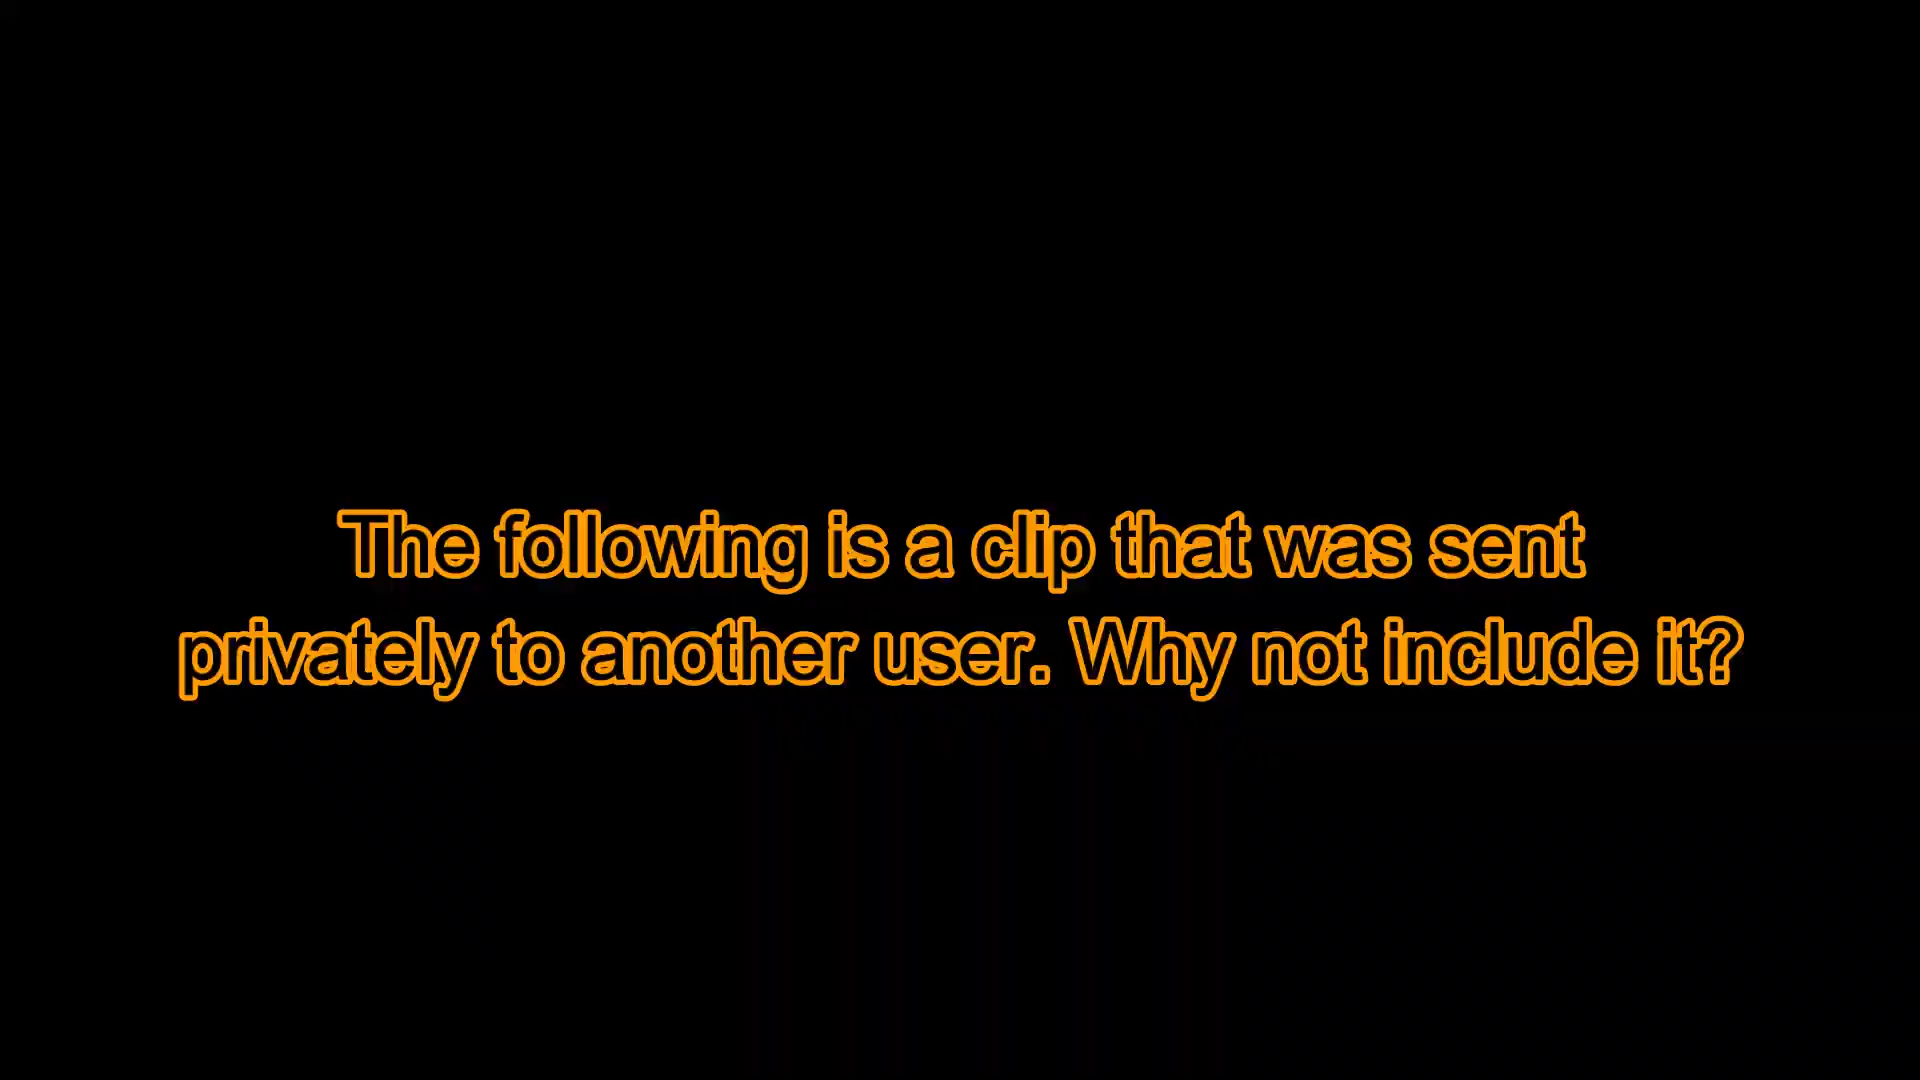 The following is a clip that was sent
privately to another user. Why not include it?